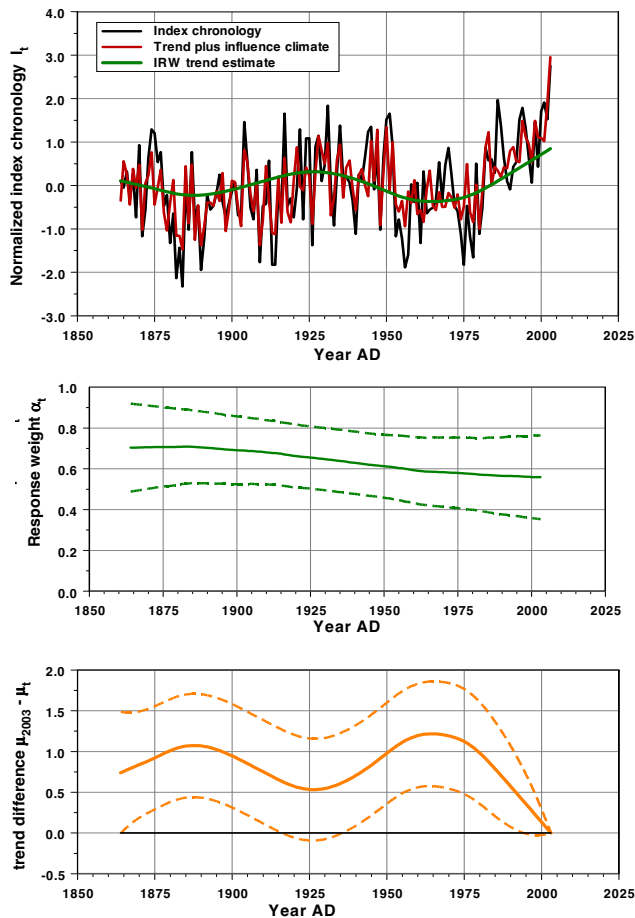 Normalized index chronology I_t
4.0
3.0
2.0
1.0
0.0
-1.0
-2.0
-3.0
Index chronology
Trend plus influence climate
IRW trend estimate
1850 1875 1900 1925 1950 1975 2000 2025
Year AD
Response weight α_t
1.0
0.8
0.6
0.4
0.2
0.0
1850 1875 1900 1925 1950 1975 2000 2025
Year AD
trend difference μ_2003 - μ_t
2.0
1.5
1.0
0.5
0.0
-0.5
1850 1875 1900 1925 1950 1975 2000 2025
Year AD